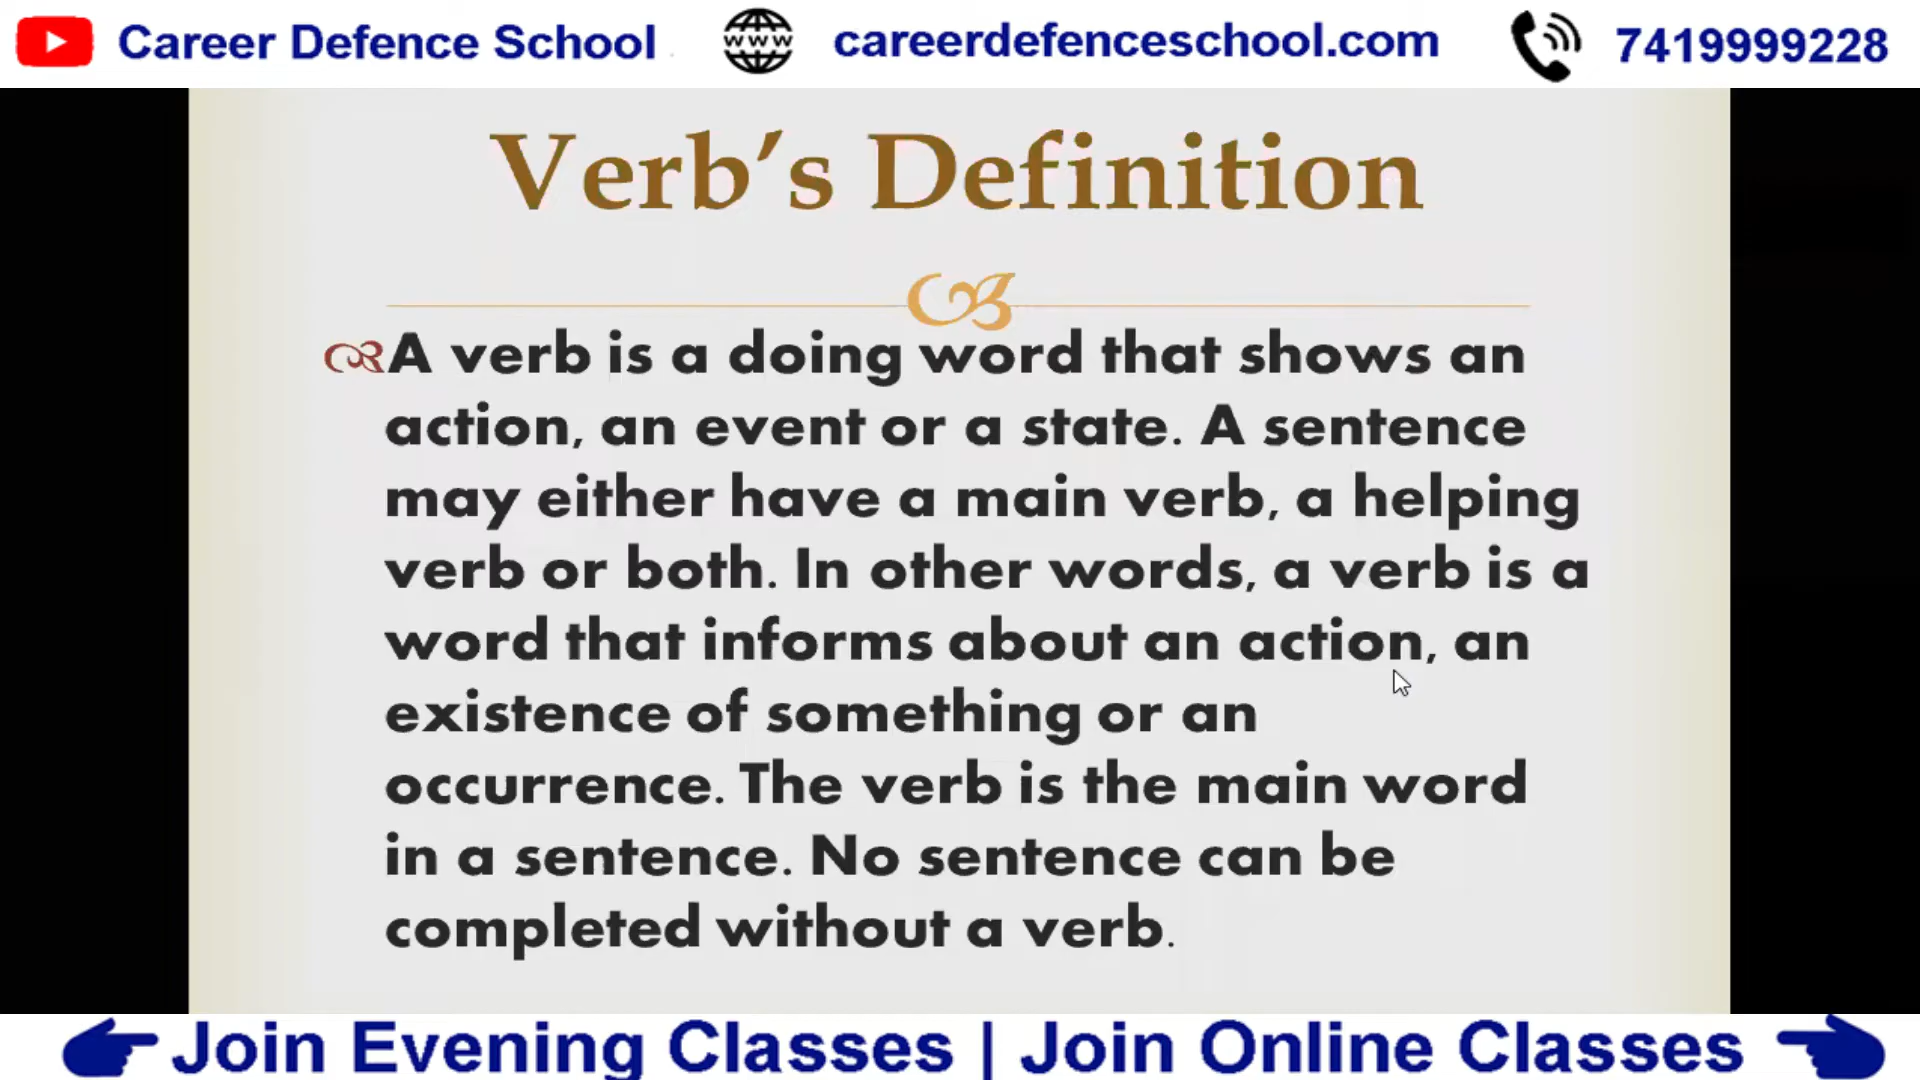 Career Defence School
www
careerdefenceschool.com
7419999228
Verb’s Definition
A verb is a doing word that shows an
action, an event or a state. A sentence
may either have a main verb, a helping
verb or both. In other words, a verb is a
word that informs about an action, an
existence of something or an
occurrence. The verb is the main word
in a sentence. No sentence can be
completed without a verb.
Join Evening Classes | Join Online Classes